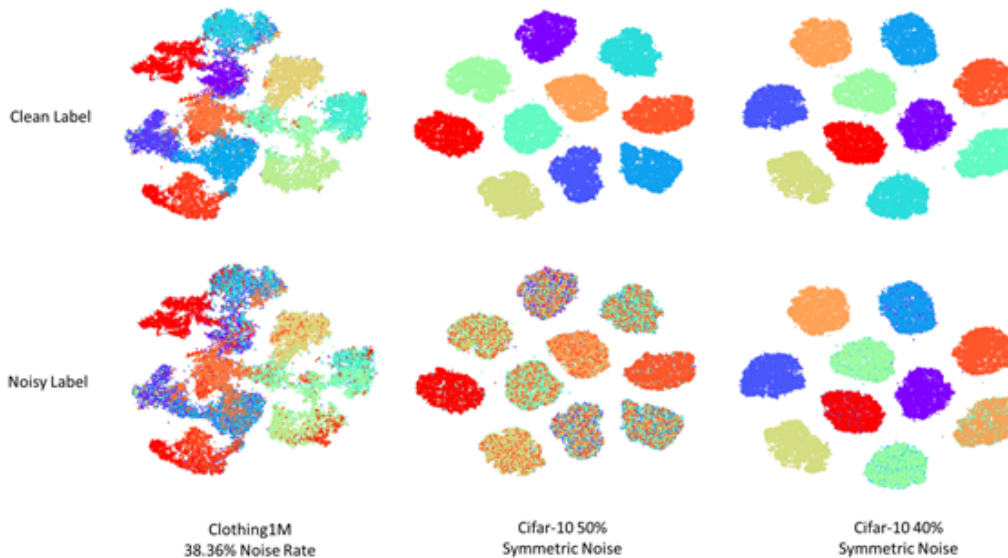 Clean Label
Noisy Label
Clothing1M
38.36% Noise Rate
Cifar-10 50%
Symmetric Noise
Cifar-10 40%
Symmetric Noise